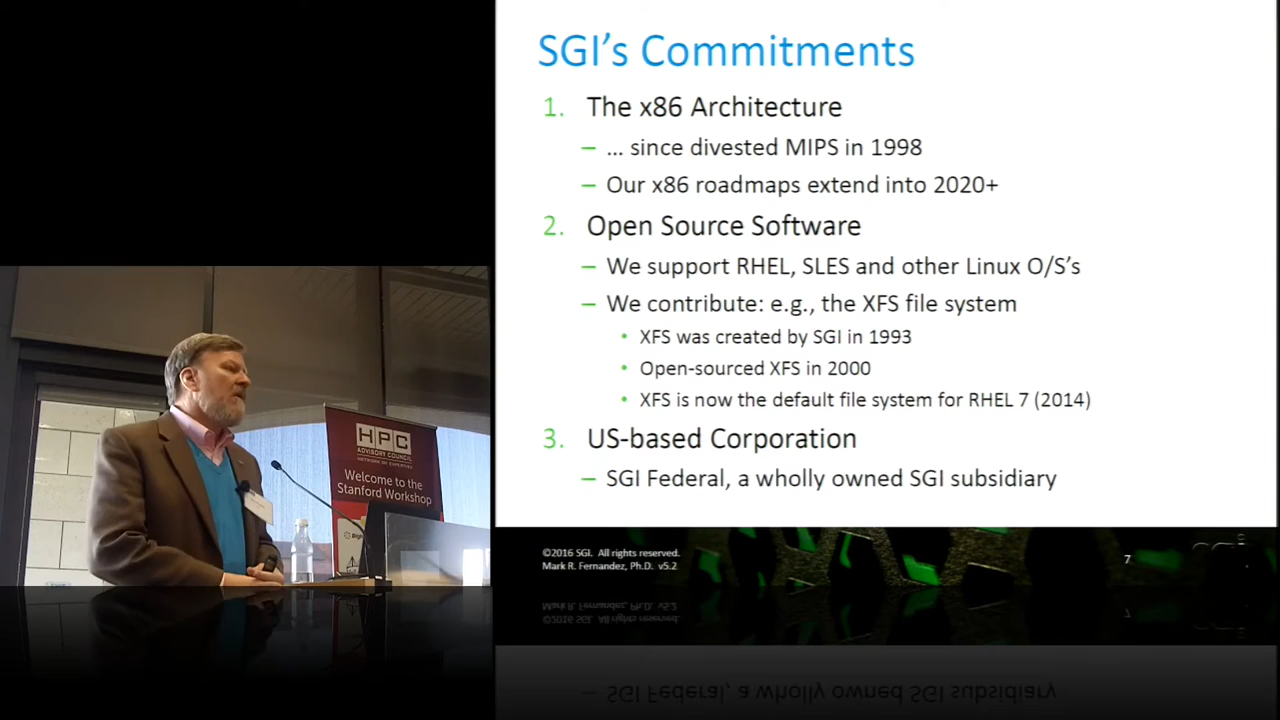 SGI's Commitments
1. The x86 Architecture
– ... since divested MIPS in 1998
– Our x86 roadmaps extend into 2020+
2. Open Source Software
– We support RHEL, SLES and other Linux O/S's
– We contribute: e.g., the XFS file system
• XFS was created by SGI in 1993
• Open-sourced XFS in 2000
• XFS is now the default file system for RHEL 7 (2014)
3. US-based Corporation
– SGI Federal, a wholly owned SGI subsidiary
©2016 SGI. All rights reserved.
Mark R. Fernandez, Ph.D. v5.2
7
HPC
ADVISORY COUNCIL
NETWORK OF EXPERTISE
Welcome to the
Stanford Workshop